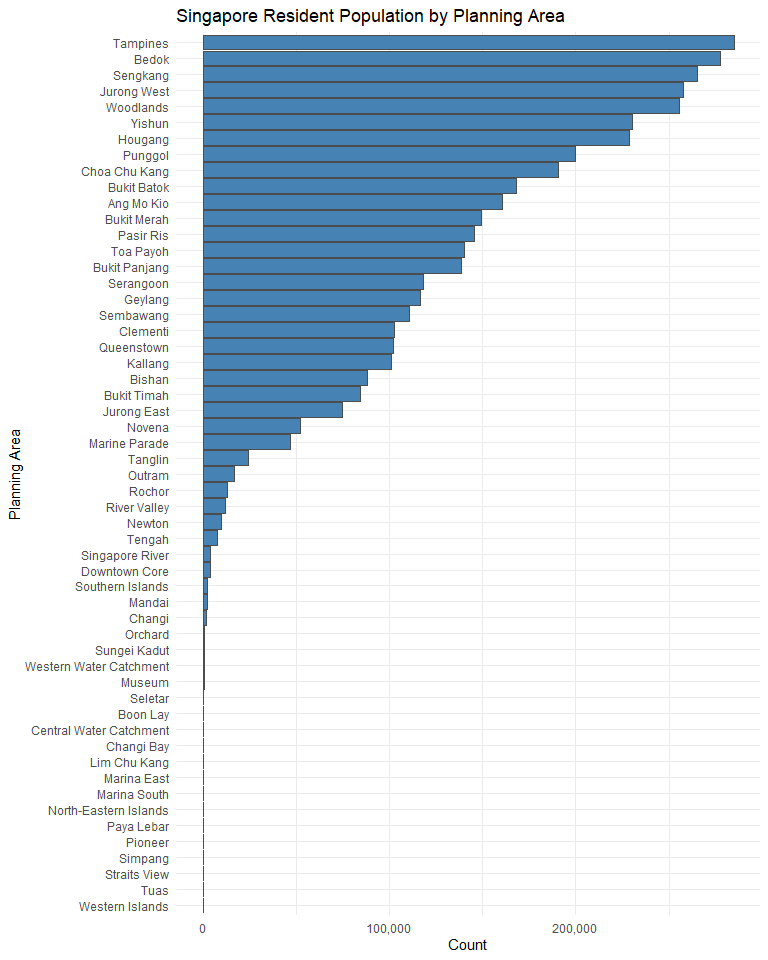 Singapore Resident Population by Planning Area
Tampines
Bedok
Sengkang
Jurong West
Woodlands
Yishun
Hougang
Punggol
Choa Chu Kang
Bukit Batok
Ang Mo Kio
Bukit Merah
Pasir Ris
Toa Payoh
Bukit Panjang
Serangoon
Geylang
Sembawang
Clementi
Queenstown
Kallang
Bishan
Bukit Timah
Jurong East
Novena
Marine Parade
Tanglin
Outram
Rochor
River Valley
Newton
Tengah
Singapore River
Downtown Core
Southern Islands
Mandai
Changi
Orchard
Sungei Kadut
Western Water Catchment
Museum
Seletar
Boon Lay
Central Water Catchment
Changi Bay
Lim Chu Kang
Marina East
Marina South
North-Eastern Islands
Paya Lebar
Pioneer
Simpang
Straits View
Tuas
Western Islands
Planning Area
0 100,000 200,000
Count